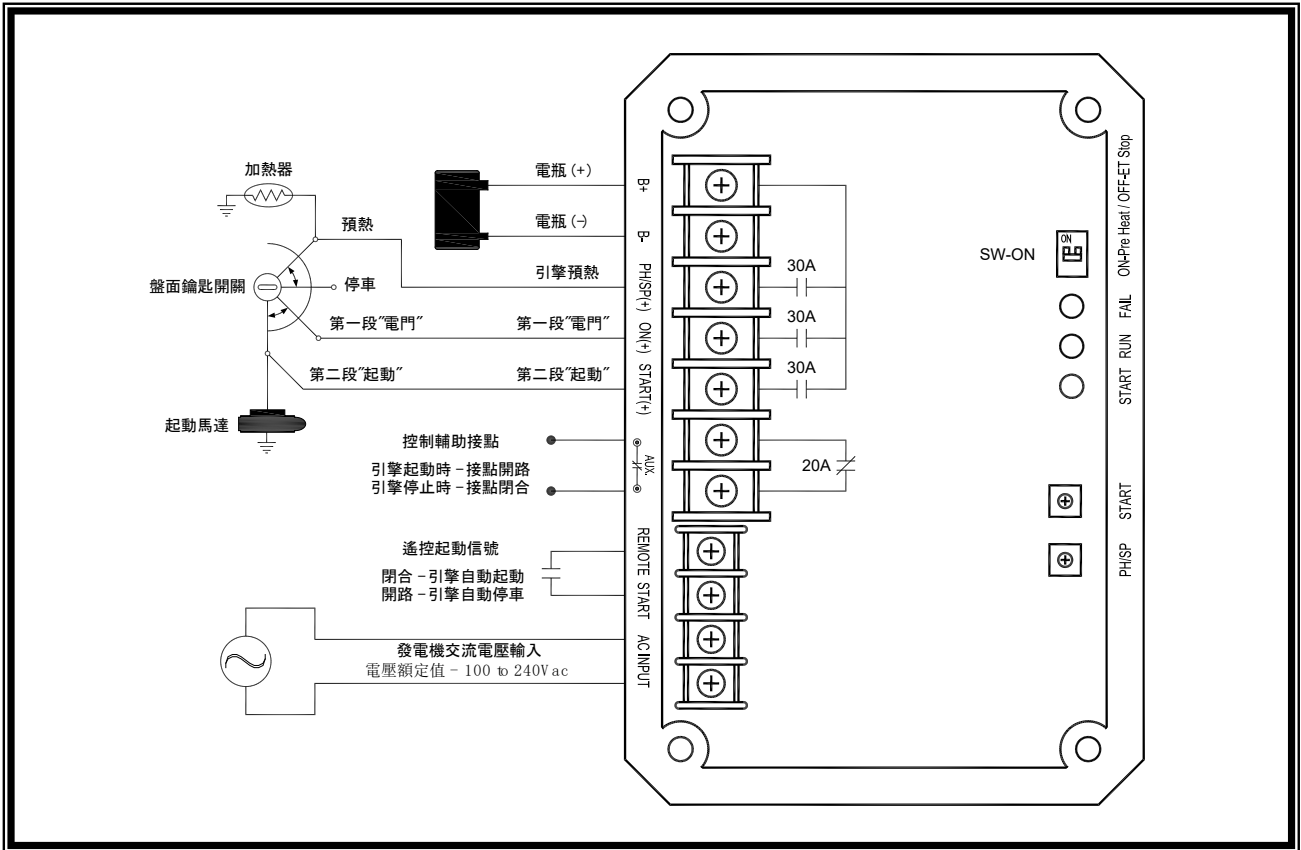 加熱器
預熱
盤面鑰匙開關
停車
第一段"電門"
第二段"起動"
起動馬達
電瓶 (+)
電瓶 (-)
引擎預熱
第一段"電門"
第二段"起動"
控制輔助接點
引擎起動時 - 接點開路
引擎停止時 - 接點閉合
遙控起動信號
閉合 - 引擎自動起動
開路 - 引擎自動停車
發電機交流電壓輸入
電壓額定值 - 100 to 240Vac
B+
B-
PH/SP(+)
ON(+)
START(+)
AUX.
REMOTE START
AC INPUT
30A
30A
30A
20A
SW-ON
ON
ON-Pre Heat / OFF-ET Stop
FAIL
RUN
START
START
PH/SP